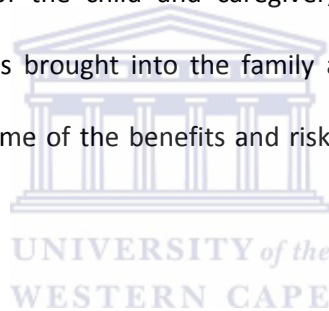 of the child and caregiver,
s brought into the family a
me of the benefits and risk
UNIVERSITY of the
WESTERN CAPE